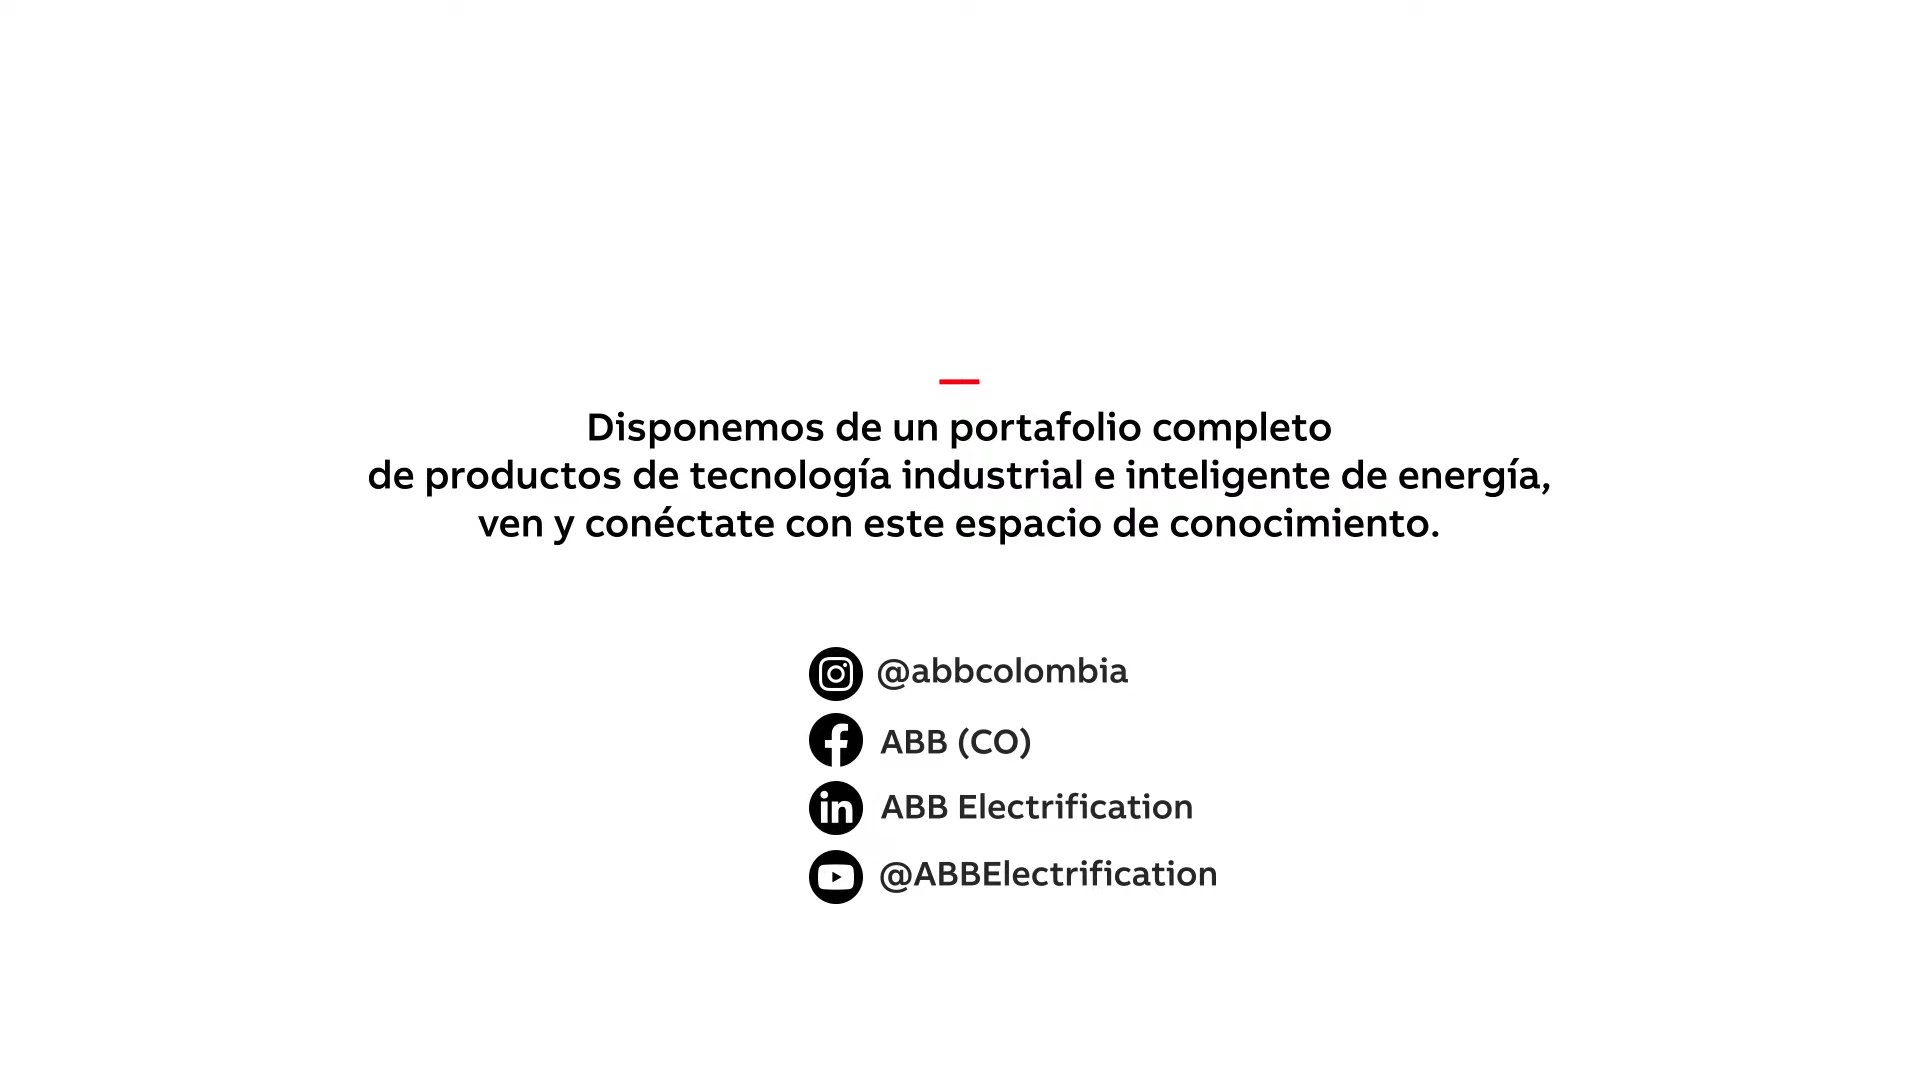 Disponemos de un portafolio completo
de productos de tecnología industrial e inteligente de energía,
ven y conéctate con este espacio de conocimiento.
@abbcolombia
ABB (CO)
in ABB Electrification
@ABBElectrification